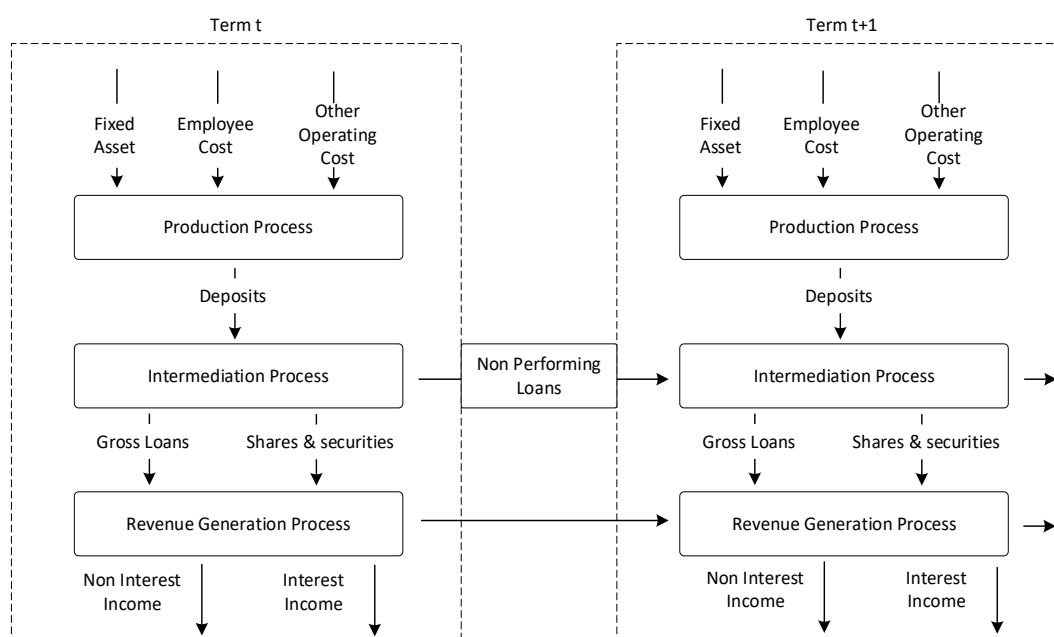 Term t
Term t+1
Fixed
Asset
Employee
Cost
Other
Operating
Cost
Fixed
Asset
Employee
Cost
Other
Operating
Cost
Production Process
Production Process
Deposits
Deposits
Intermediation Process
Non Performing
Loans
Intermediation Process
Gross Loans
Shares & securities
Gross Loans
Shares & securities
Revenue Generation Process
Revenue Generation Process
Non Interest
Income
Interest
Income
Non Interest
Income
Interest
Income